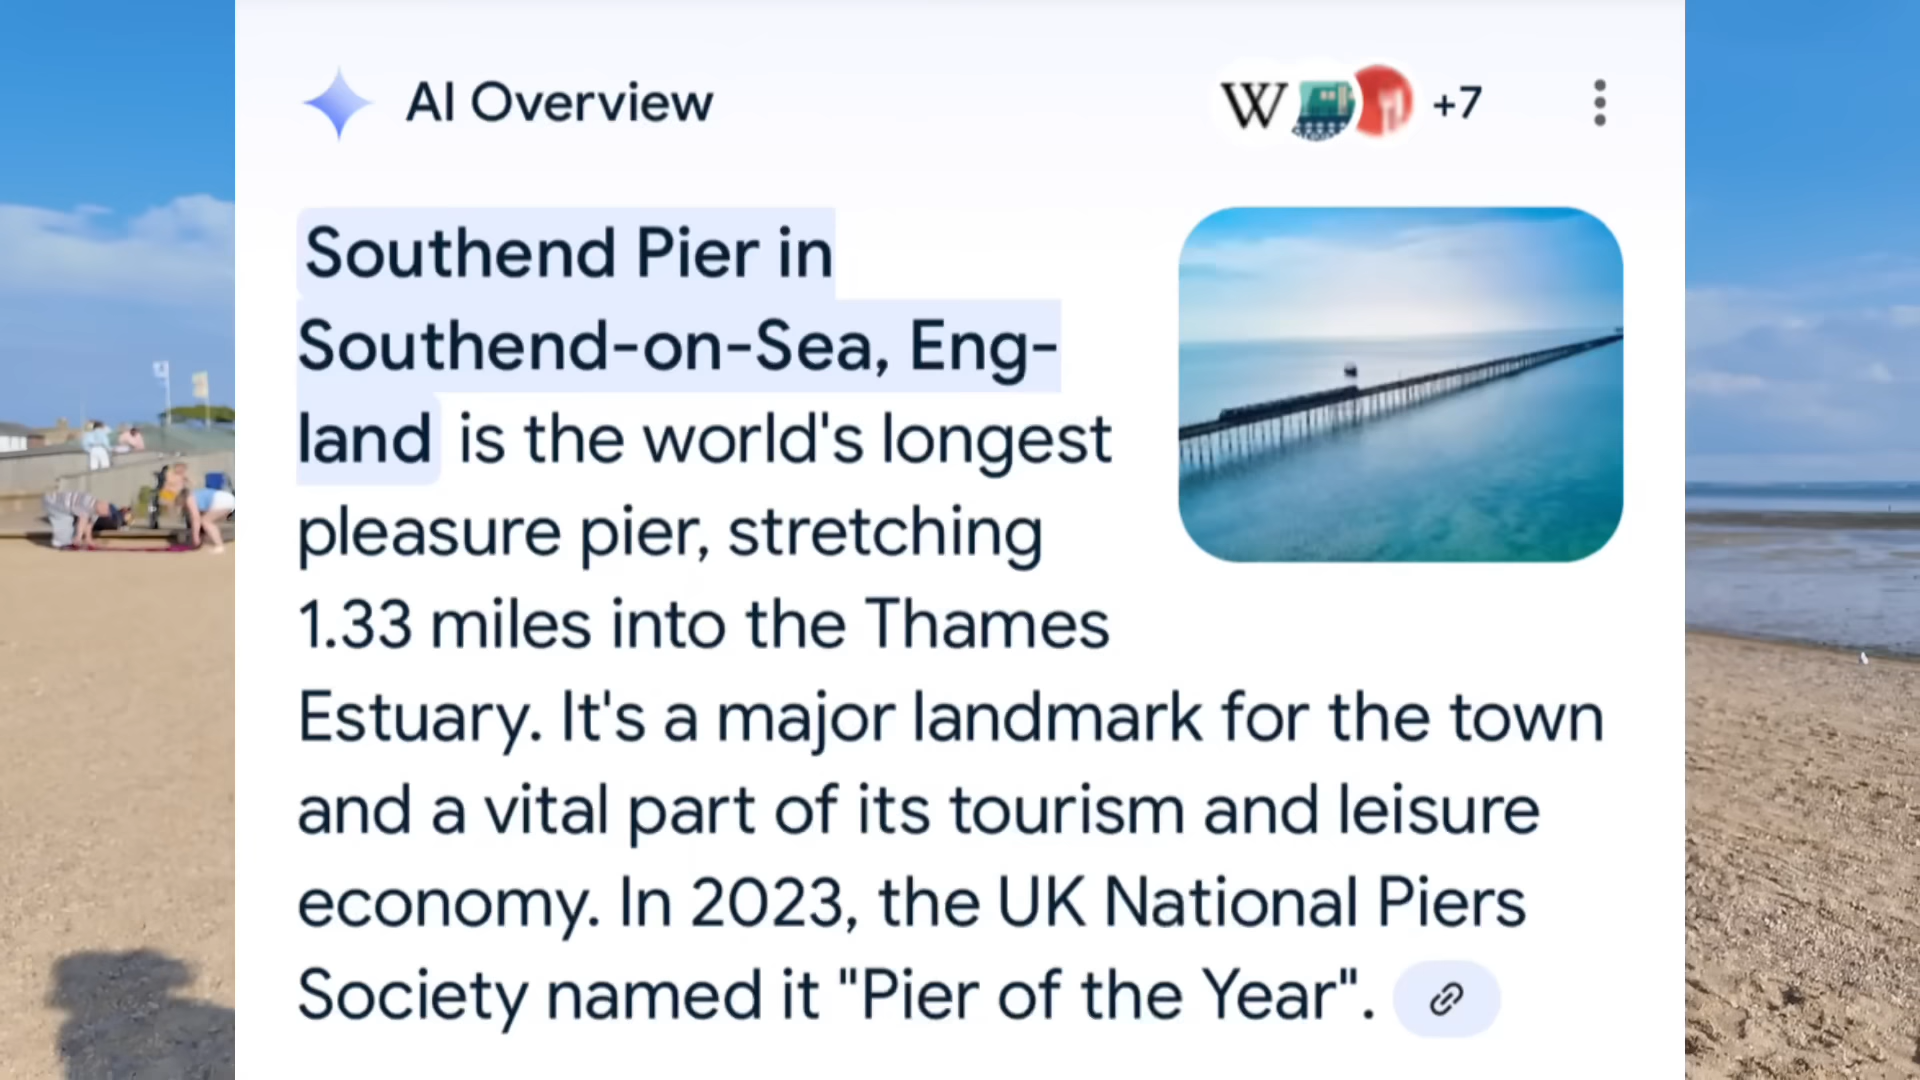 AI Overview
W
+7
Southend Pier in
Southend-on-Sea, Eng-
land is the world's longest
pleasure pier, stretching
1.33 miles into the Thames
Estuary. It's a major landmark for the town
and a vital part of its tourism and leisure
economy. In 2023, the UK National Piers
Society named it "Pier of the Year".